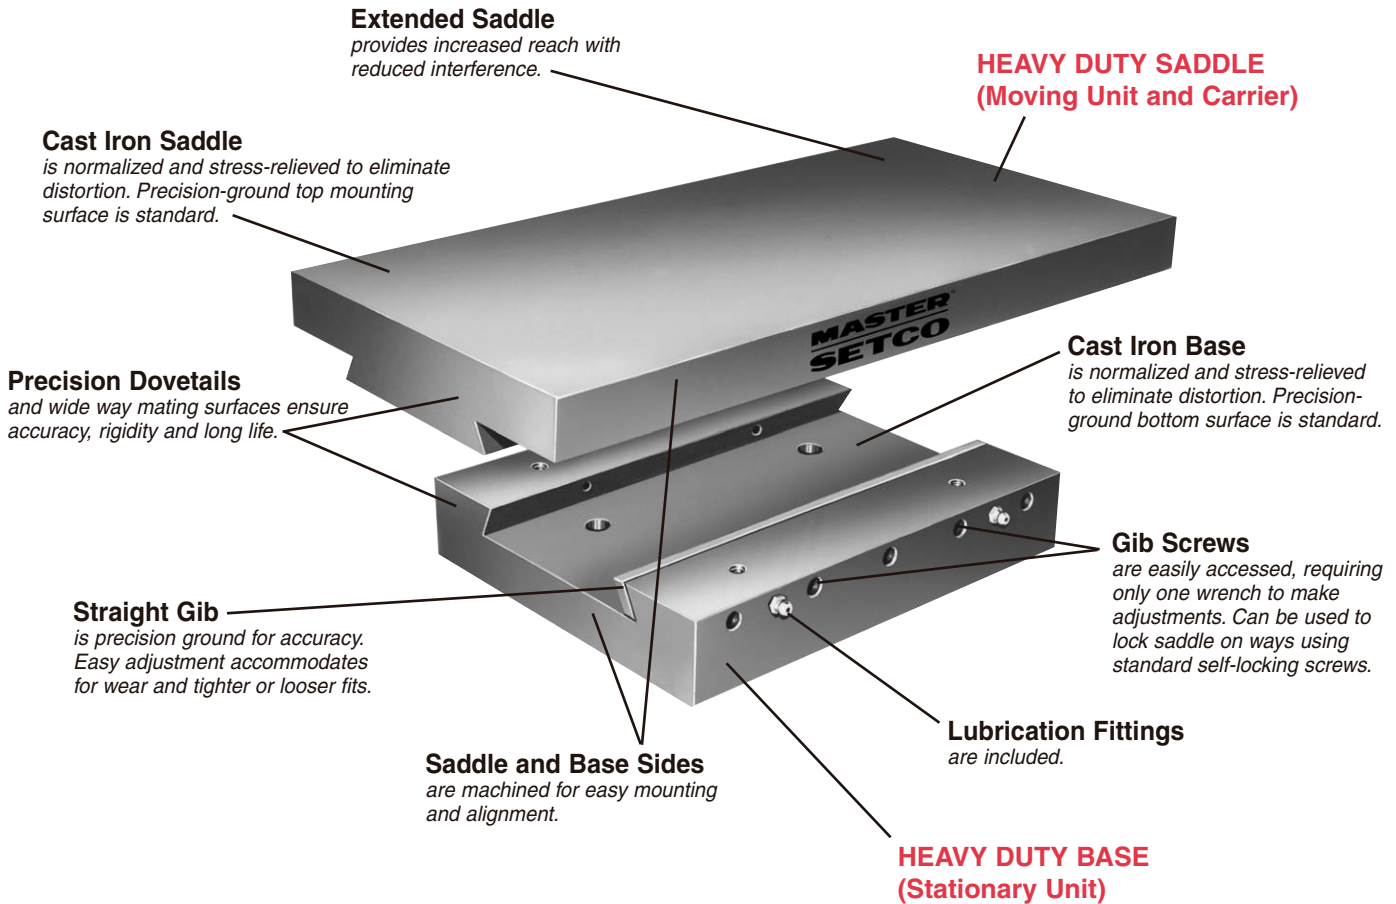 Extended Saddle
provides increased reach with
reduced interference.
HEAVY DUTY SADDLE
(Moving Unit and Carrier)
Cast Iron Saddle
is normalized and stress-relieved to eliminate
distortion. Precision-ground top mounting
surface is standard.
MASTER™
SETCO
Cast Iron Base
is normalized and stress-relieved
to eliminate distortion. Precision-
ground bottom surface is standard.
Precision Dovetails
and wide way mating surfaces ensure
accuracy, rigidity and long life.
Gib Screws
are easily accessed, requiring
only one wrench to make
adjustments. Can be used to
lock saddle on ways using
standard self-locking screws.
Straight Gib
is precision ground for accuracy.
Easy adjustment accommodates
for wear and tighter or looser fits.
Lubrication Fittings
are included.
Saddle and Base Sides
are machined for easy mounting
and alignment.
HEAVY DUTY BASE
(Stationary Unit)